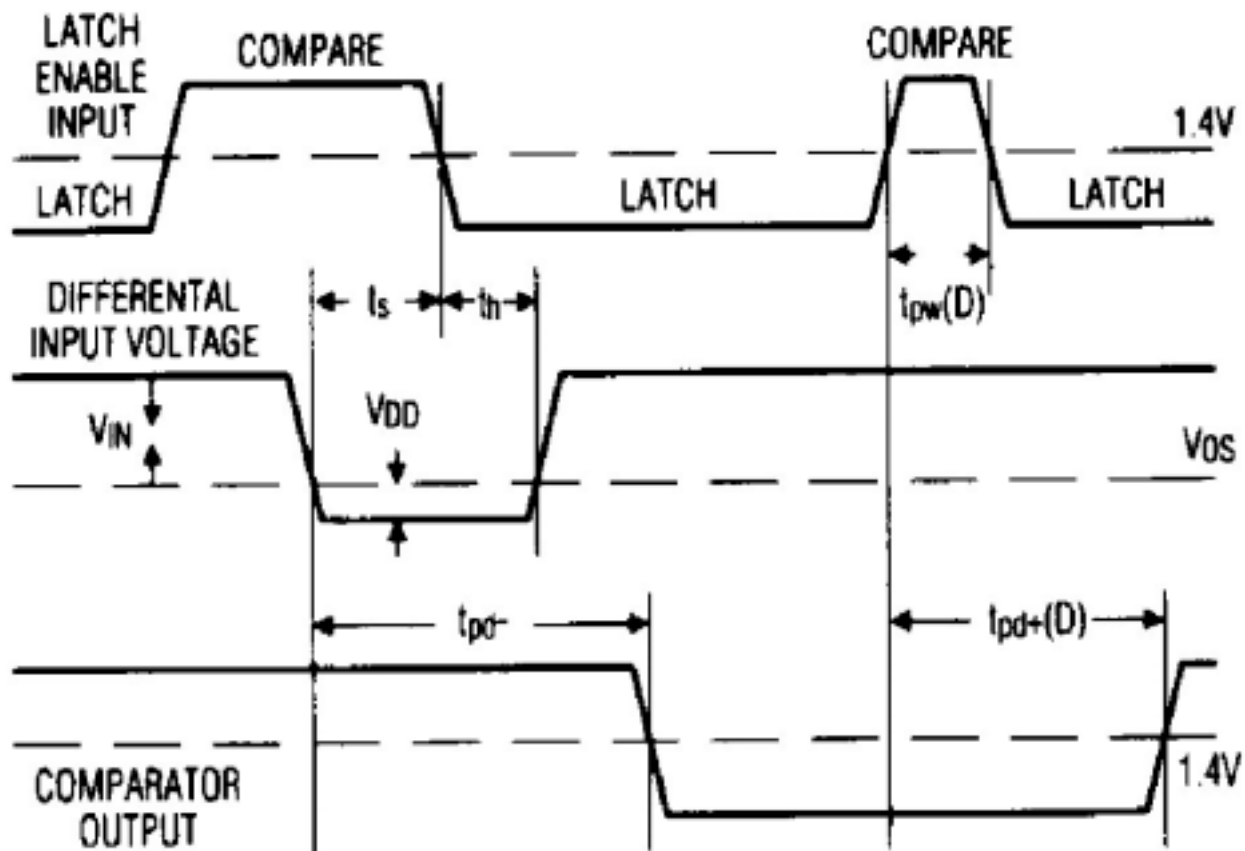 LATCH
ENABLE
INPUT
COMPARE
COMPARE
1.4V
LATCH
LATCH
LATCH
DIFFERENTAL
INPUT VOLTAGE
ts
th
tpw(D)
VIN
VDD
VOS
tpd-
tpd+(D)
COMPARATOR
OUTPUT
1.4V